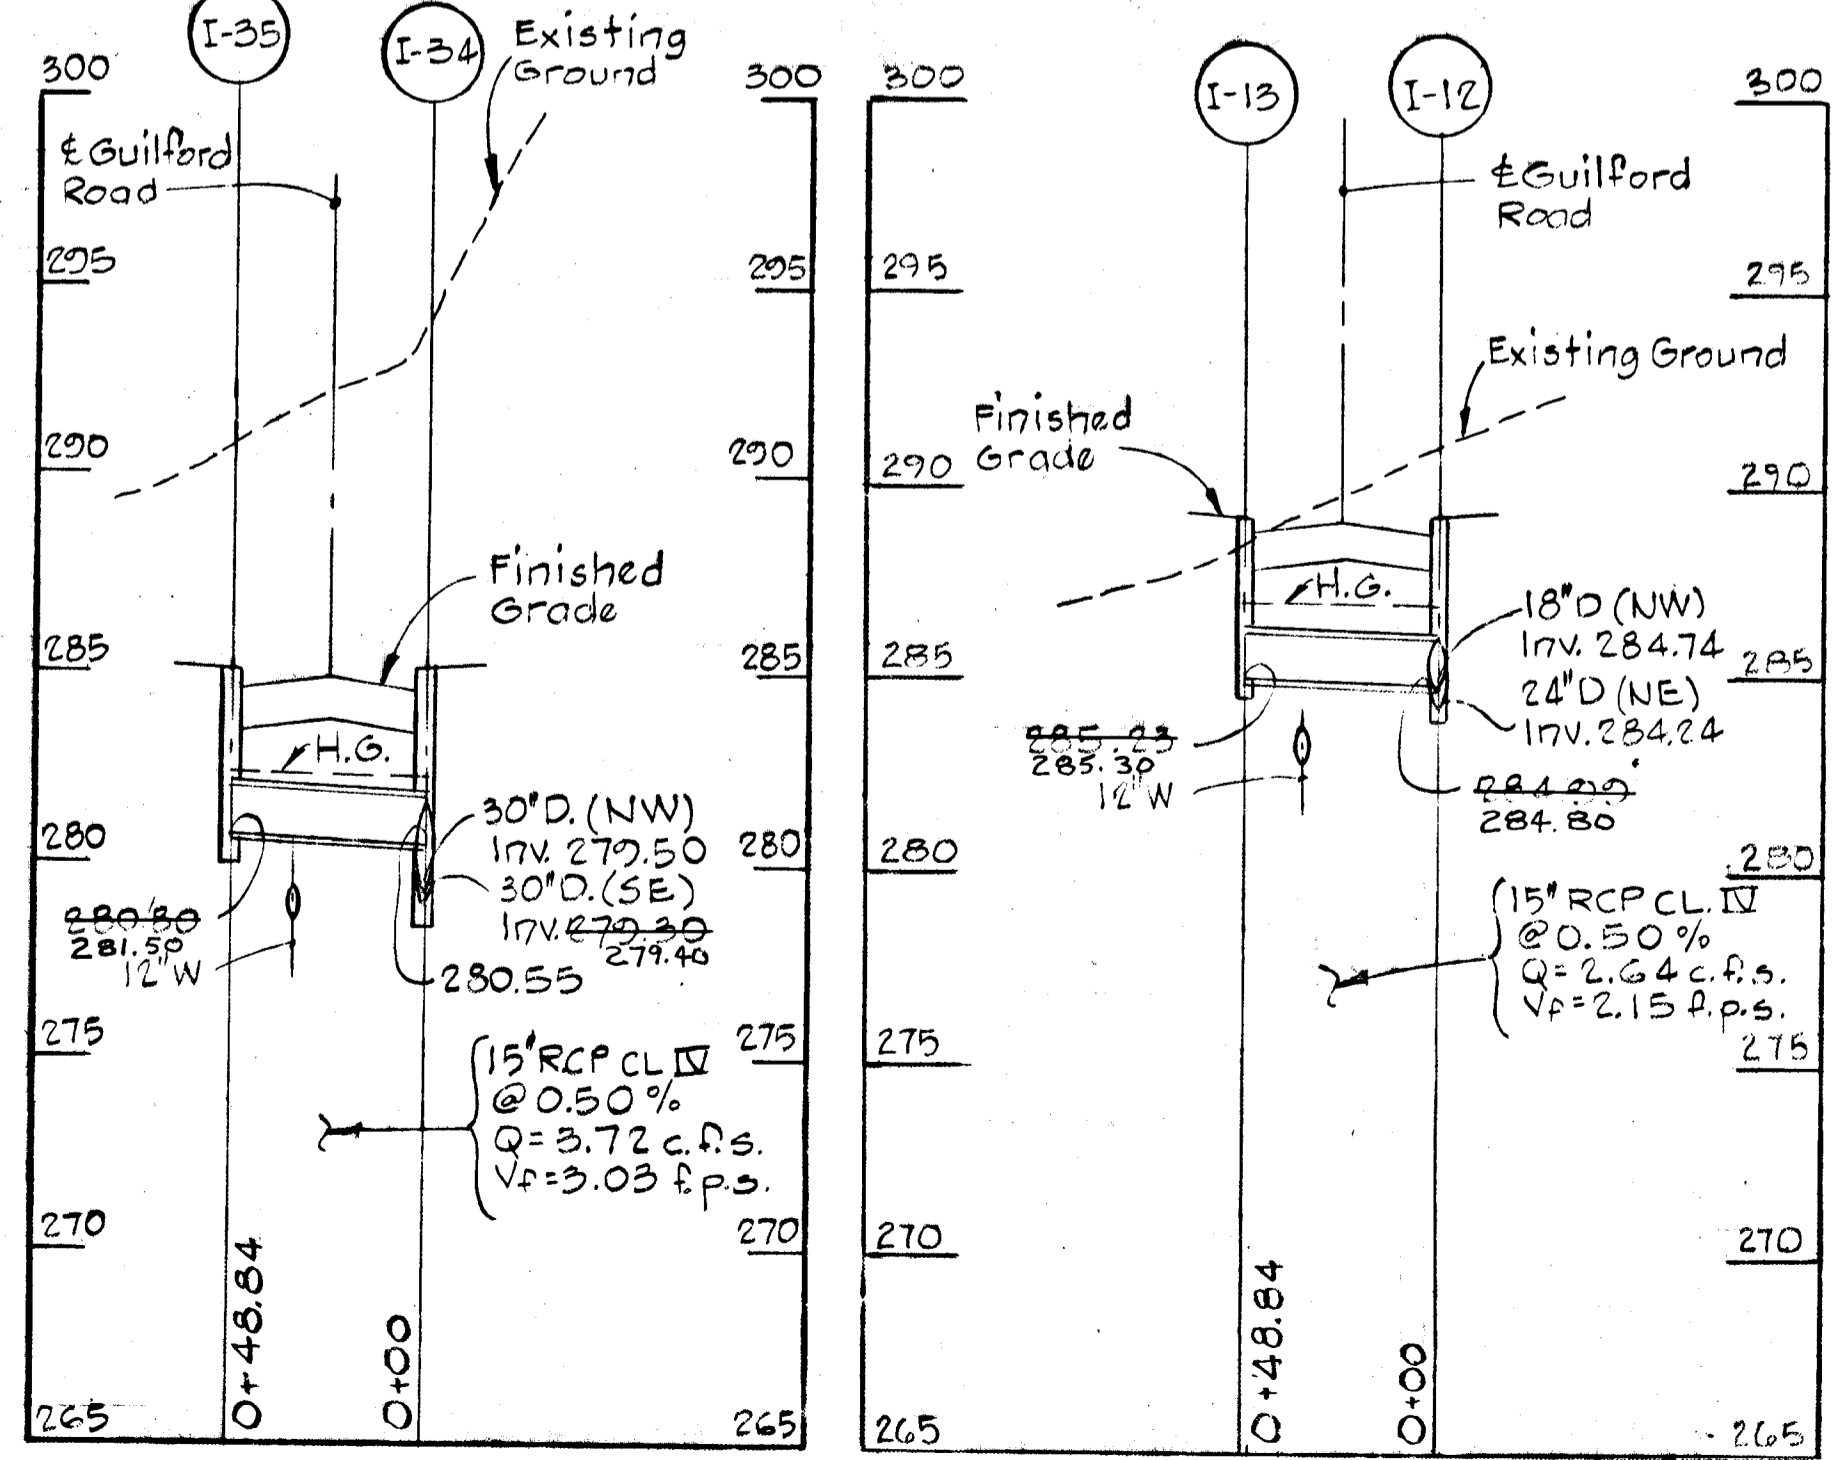 I-35
I-34
Existing
Ground
300
300
℄ Guilford
Road
295
295
290
290
Finished
Grade
285
285
H.G.
30"D. (NW)
Inv. 279.50
280
280
30"D. (SE)
Inv. 279.30
279.40
280.80
281.50
12"W
280.55
275
275
15" RCP CL IV
@ 0.50 %
Q = 3.72 c.f.s.
Vf = 3.03 f.p.s.
270
270
0+48.84
0+00
265
265
I-13
I-12
300
300
℄ Guilford
Road
295
295
Existing Ground
Finished
Grade
290
290
H.G.
18"D (NW)
Inv. 284.74
285
285
24"D (NE)
Inv. 284.24
285.23
285.30
12"W
284.99
284.80
280
280
15" RCP CL. IV
@ 0.50 %
Q = 2.64 c.f.s.
Vf = 2.15 f.p.s.
275
275
270
270
0+48.84
0+00
265
265